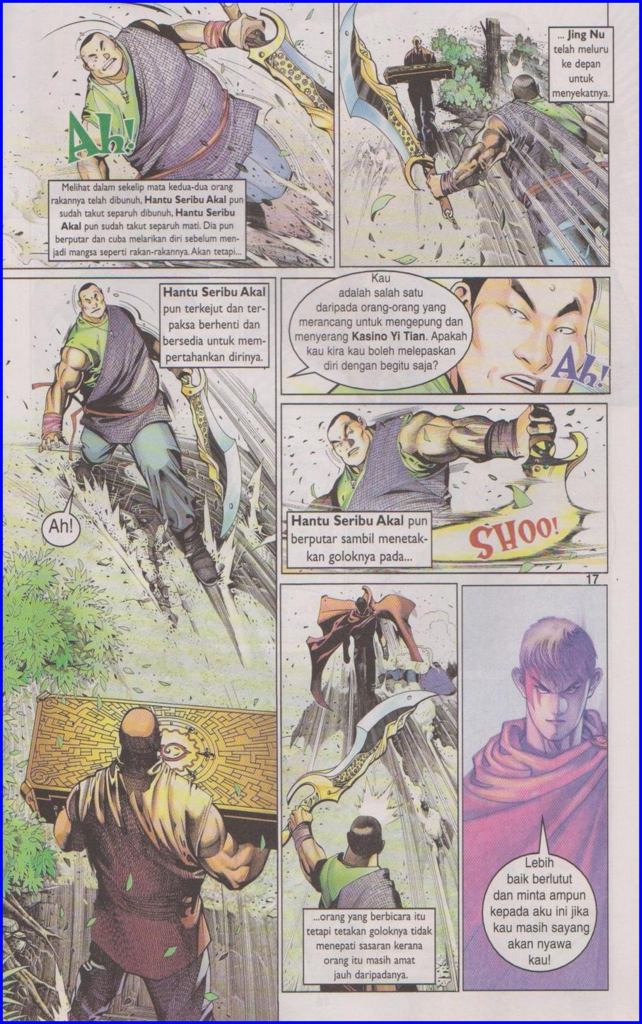 Ah!
Melihat dalam sekelip mata kedua-dua orang
rakannya telah dibunuh, Hantu Seribu Akal pun
sudah takut separuh dibunuh, Hantu Seribu
Akal pun sudah takut separuh mati. Dia pun
berputar dan cuba melarikan diri sebelum men-
jadi mangsa seperti rakan-rakannya. Akan tetapi...
... Jing Nu
telah meluru
ke depan
untuk
menyekatnya.
Hantu Seribu Akal
pun terkejut dan ter-
paksa berhenti dan
bersedia untuk mem-
pertahankan dirinya.
Ah!
Kau
adalah salah satu
daripada orang-orang yang
merancang untuk mengepung dan
menyerang Kasino Yi Tian. Apakah
kau kira kau boleh melepaskan
diri dengan begitu saja?
Ah!
Hantu Seribu Akal pun
berputar sambil menetak-
kan goloknya pada...
SHOO!
17
...orang yang berbicara itu
tetapi tetakan goloknya tidak
menepati sasaran kerana
orang itu masih amat
jauh daripadanya.
Lebih
baik berlutut
dan minta ampun
kepada aku ini jika
kau masih sayang
akan nyawa
kau!